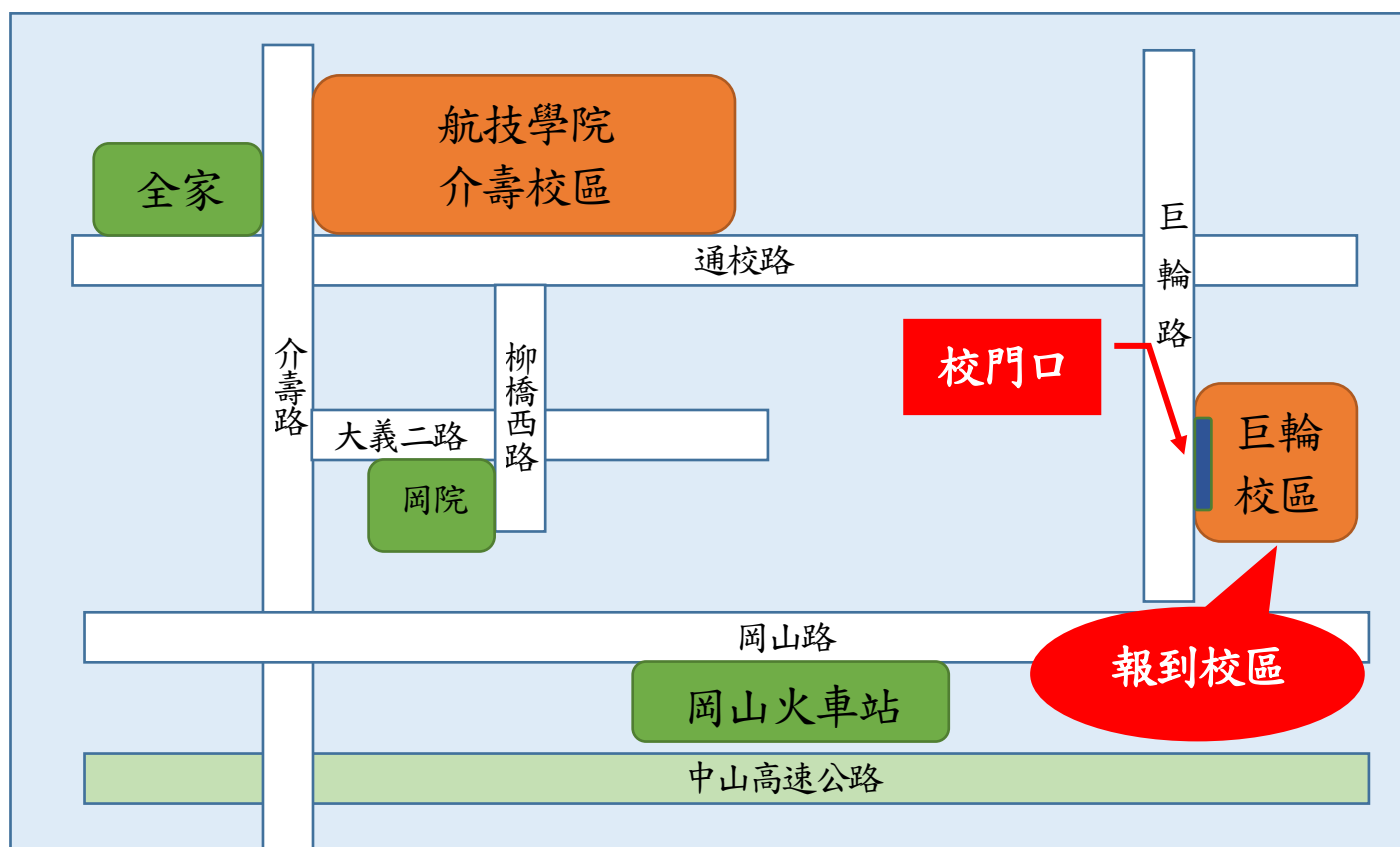 航技學院
介壽校區
全家
通校路
巨輪路
介壽路
柳橋西路
校門口
大義二路
巨輪
校區
岡院
岡山路
報到校區
岡山火車站
中山高速公路